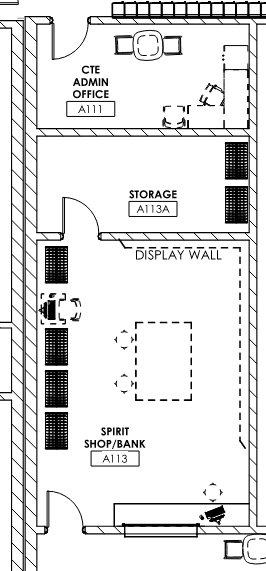 CTE
ADMIN
OFFICE
A111
STORAGE
A113A
DISPLAY WALL
SPIRIT
SHOP/BANK
A113